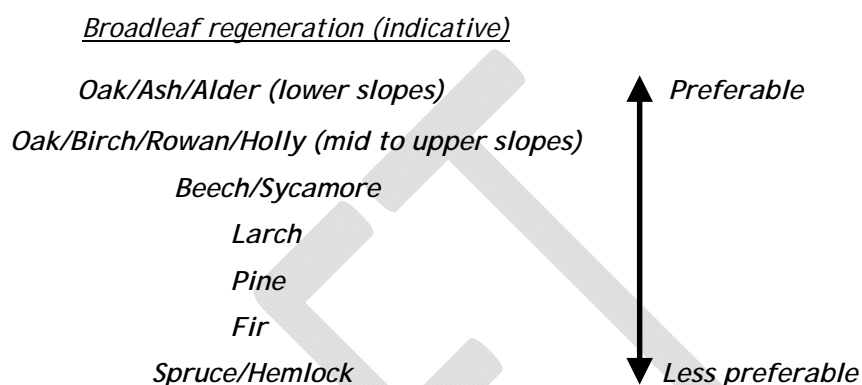 Broadleaf regeneration (indicative)
Oak/Ash/Alder (lower slopes) Preferable
Oak/Birch/Rowan/Holly (mid to upper slopes)
Beech/Sycamore
Larch
Pine
Fir
Spruce/Hemlock Less preferable